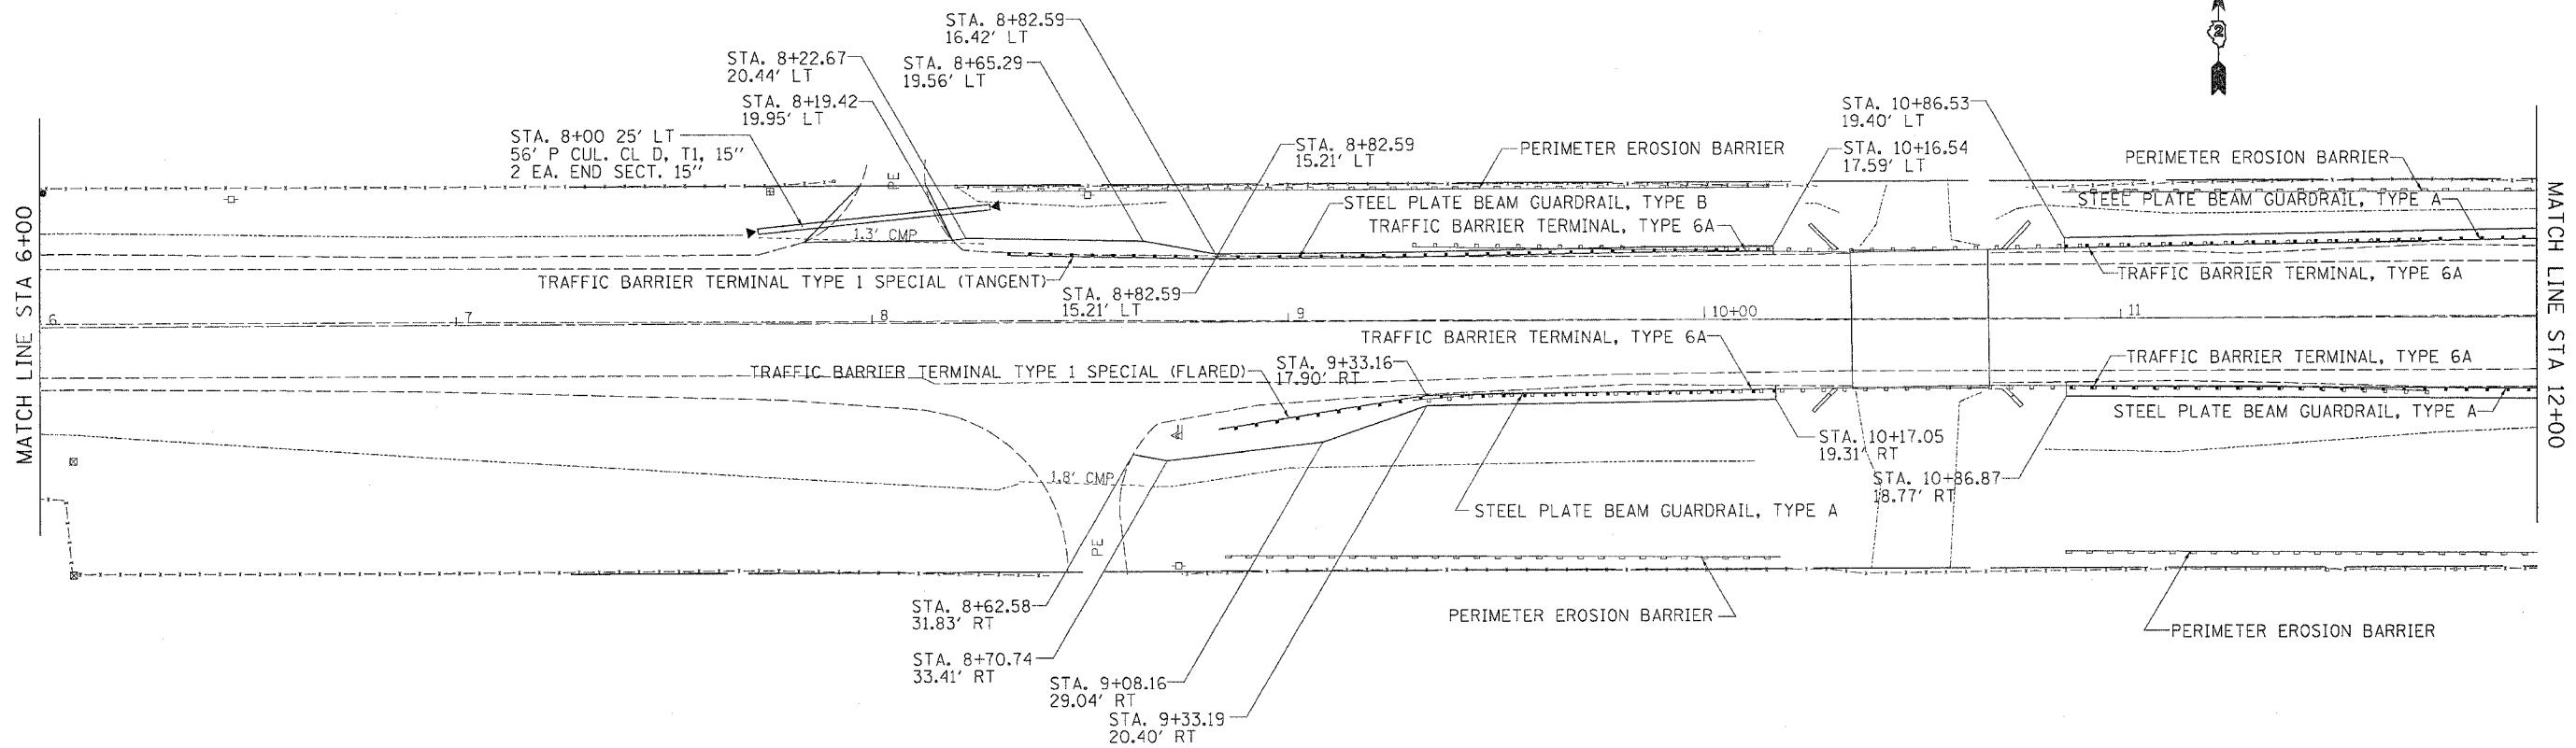 STA. 8+82.59
16.42' LT
STA. 8+22.67
20.44' LT
STA. 8+65.29
19.56' LT
STA. 8+19.42
19.95' LT
STA. 8+00 25' LT
56' P CUL. CL D, T1, 15"
2 EA. END SECT. 15"
PE
2
STA. 8+82.59
15.21' LT
PERIMETER EROSION BARRIER
STA. 10+86.53
19.40' LT
STA. 10+16.54
17.59' LT
PERIMETER EROSION BARRIER
STEEL PLATE BEAM GUARDRAIL, TYPE B
TRAFFIC BARRIER TERMINAL, TYPE 6A
STEEL PLATE BEAM GUARDRAIL, TYPE A
1.3' CMP
TRAFFIC BARRIER TERMINAL TYPE 1 SPECIAL (TANGENT)
STA. 8+82.59
15.21' LT
TRAFFIC BARRIER TERMINAL, TYPE 6A
MATCH LINE STA 6+00
MATCH LINE STA 12+00
6
7
8
9
10+00
11
TRAFFIC BARRIER TERMINAL, TYPE 6A
TRAFFIC BARRIER TERMINAL TYPE 1 SPECIAL (FLARED)
STA. 9+33.16
17.90' RT
TRAFFIC BARRIER TERMINAL, TYPE 6A
STEEL PLATE BEAM GUARDRAIL, TYPE A
STA. 10+17.05
19.31' RT
STA. 10+86.87
18.77' RT
1.8' CMP
STEEL PLATE BEAM GUARDRAIL, TYPE A
PE
STA. 8+62.58
31.83' RT
PERIMETER EROSION BARRIER
PERIMETER EROSION BARRIER
STA. 8+70.74
33.41' RT
STA. 9+08.16
29.04' RT
STA. 9+33.19
20.40' RT